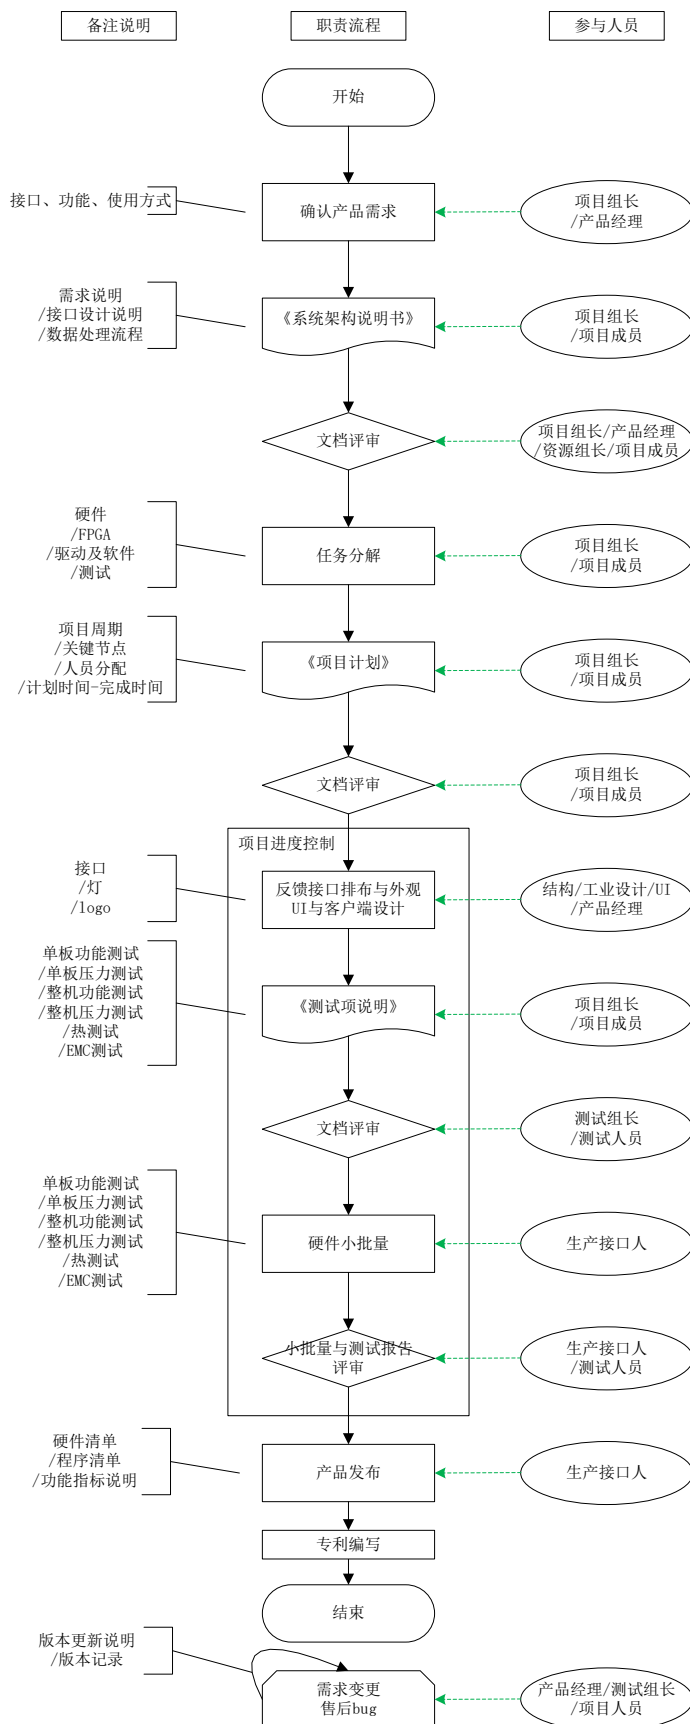 备注说明
职责流程
参与人员
开始
接口、功能、使用方式
确认产品需求
项目组长
/产品经理
需求说明
/接口设计说明
/数据处理流程
《系统架构说明书》
项目组长
/项目成员
文档评审
项目组长/产品经理
/资源组长/项目成员
硬件
/FPGA
/驱动及软件
/测试
任务分解
项目组长
/项目成员
项目周期
/关键节点
/人员分配
/计划时间-完成时间
《项目计划》
项目组长
/项目成员
文档评审
项目组长
/项目成员
项目进度控制
接口
/灯
/logo
反馈接口排布与外观
UI与客户端设计
结构/工业设计/UI
/产品经理
单板功能测试
/单板压力测试
/整机功能测试
/整机压力测试
/热测试
/EMC测试
《测试项说明》
项目组长
/项目成员
文档评审
测试组长
/测试人员
单板功能测试
/单板压力测试
/整机功能测试
/整机压力测试
/热测试
/EMC测试
硬件小批量
生产接口人
小批量与测试报告
评审
生产接口人
/测试人员
硬件清单
/程序清单
/功能指标说明
产品发布
生产接口人
专利编写
结束
版本更新说明
/版本记录
需求变更
售后bug
产品经理/测试组长
/项目人员